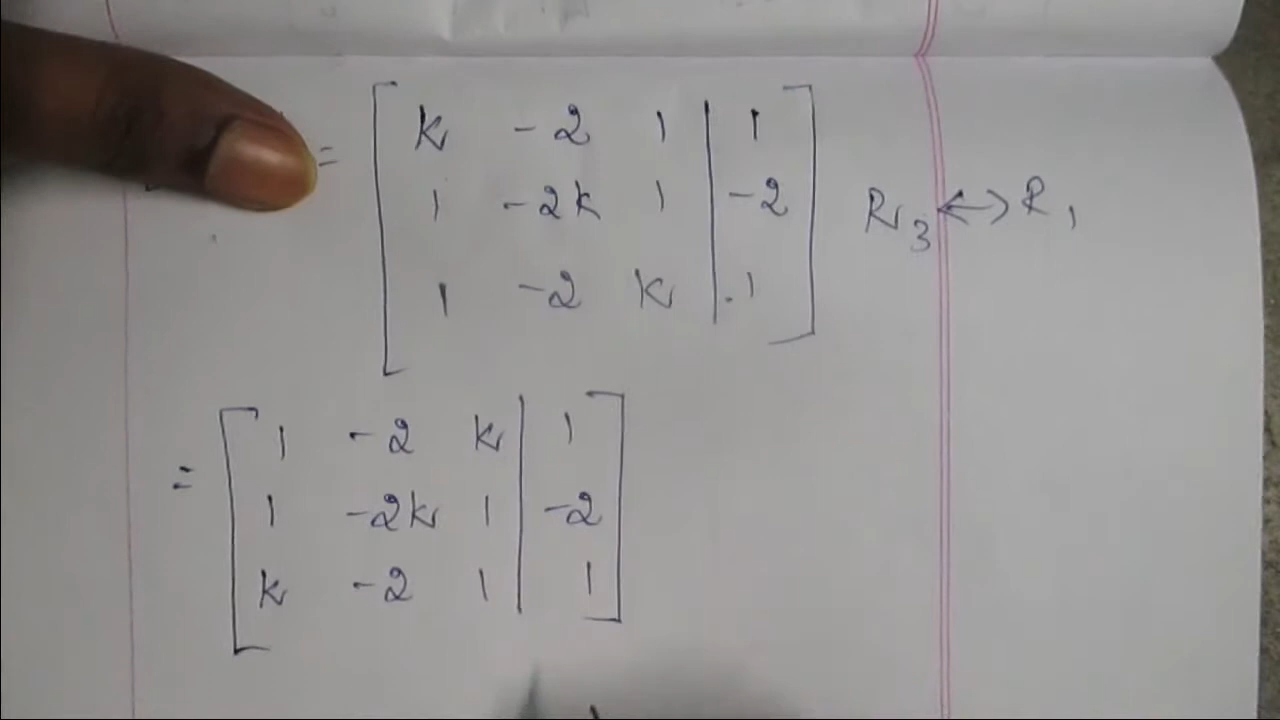 = [ k -2 1 | 1 ]
[ 1 -2k 1 | -2 ] R3 ↔ R1
[ 1 -2 k | 1 ]
= [ 1 -2 k | 1 ]
[ 1 -2k 1 | -2 ]
[ k -2 1 | 1 ]